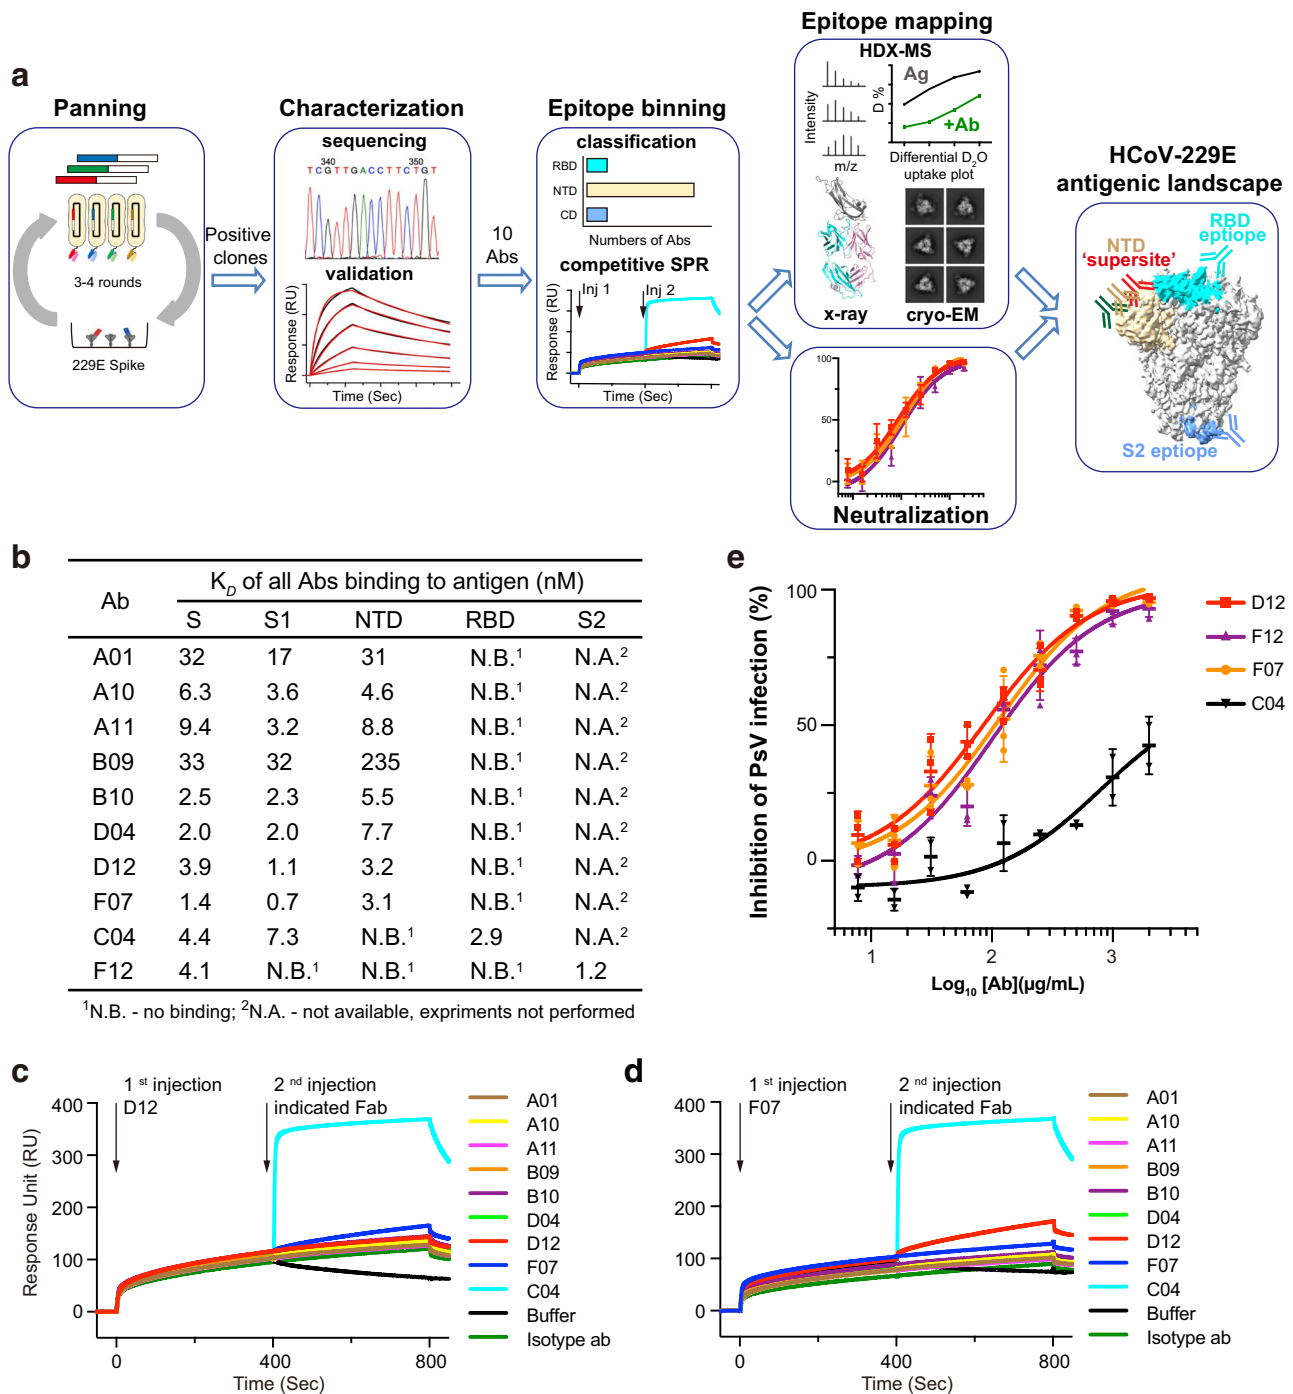 a
Panning
3-4 rounds
229E Spike
Positive
clones
Characterization
sequencing
340 350
TCGTTGACCTTCTGT
validation
Response (RU)
Time (Sec)
10
Abs
Epitope binning
classification
RBD
NTD
CD
Numbers of Abs
competitive SPR
Inj 1 Inj 2
Response (RU)
Time (Sec)
Epitope mapping
HDX-MS
Intensity
m/z
D %
Ag
+Ab
Differential D2O
uptake plot
x-ray
cryo-EM
100
50
0
Neutralization
HCoV-229E
antigenic landscape
RBD
eptiope
NTD
'supersite'
S2 eptiope
b
Ab KD of all Abs binding to antigen (nM)
S S1 NTD RBD S2
A01 32 17 31 N.B.1 N.A.2
A10 6.3 3.6 4.6 N.B.1 N.A.2
A11 9.4 3.2 8.8 N.B.1 N.A.2
B09 33 32 235 N.B.1 N.A.2
B10 2.5 2.3 5.5 N.B.1 N.A.2
D04 2.0 2.0 7.7 N.B.1 N.A.2
D12 3.9 1.1 3.2 N.B.1 N.A.2
F07 1.4 0.7 3.1 N.B.1 N.A.2
C04 4.4 7.3 N.B.1 2.9 N.A.2
F12 4.1 N.B.1 N.B.1 N.B.1 1.2
1N.B. - no binding; 2N.A. - not available, expriments not performed
e
Inhibition of PsV infection (%)
100
50
0
1 2 3
Log10 [Ab](µg/mL)
D12
F12
F07
C04
c
1 st injection
D12
2 nd injection
indicated Fab
Response Unit (RU)
400
300
200
100
0
0 400 800
Time (Sec)
A01
A10
A11
B09
B10
D04
D12
F07
C04
Buffer
Isotype ab
d
1 st injection
F07
2 nd injection
indicated Fab
400
300
200
100
0
0 400 800
Time (Sec)
A01
A10
A11
B09
B10
D04
D12
F07
C04
Buffer
Isotype ab